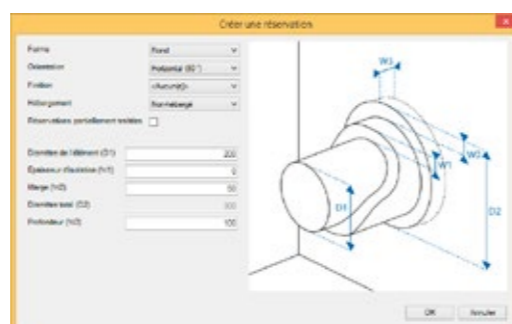 Créer une réservation
Forme Rond
Orientation Horizontal (90°)
Finition <Aucun(e)>
Hébergement Non hébergé
Réservations partiellement visibles
Diamètre de l'élément (D1) 200
Épaisseur d'isolation (W1) 0
Marge (W2) 50
Diamètre total (D2) 300
Profondeur (W3) 100
W3
W2
W1
D1
D2
OK Annuler